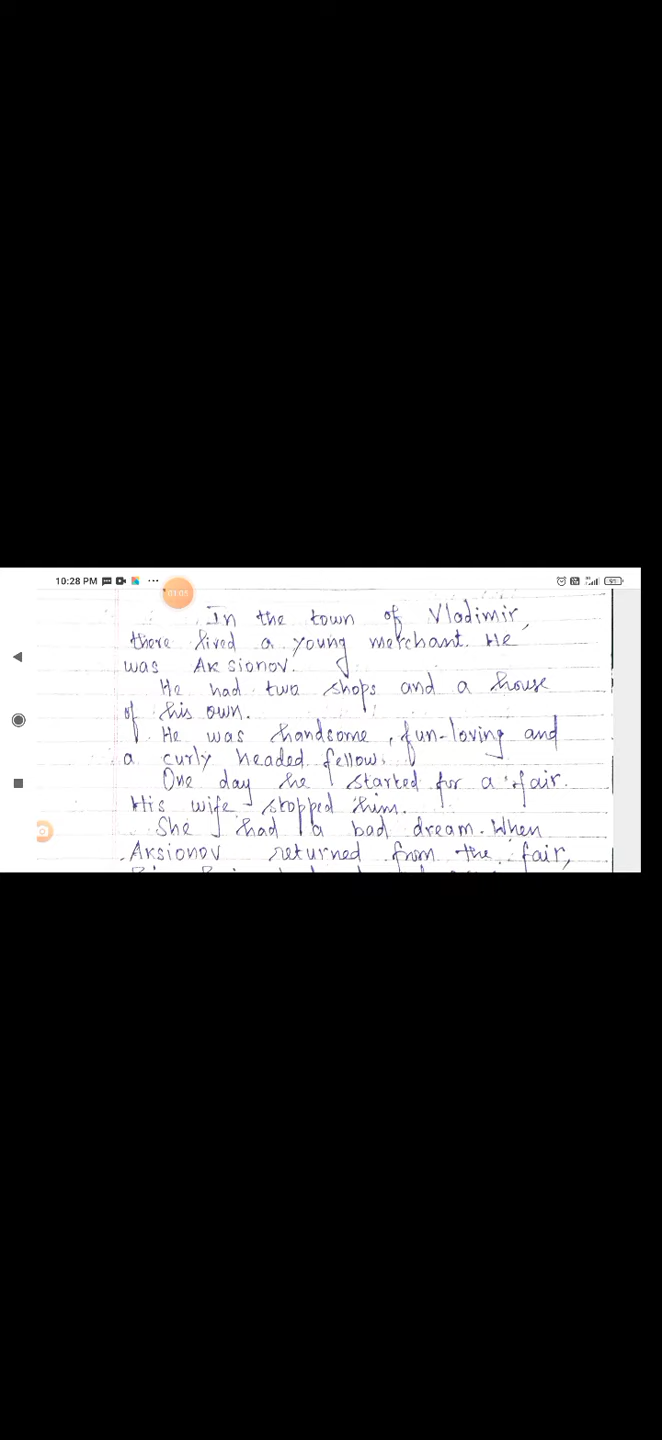 10:28 PM
01:05
In the town of Vladimir,
there lived a young merchant. He
was Aksionov.
He had two shops and a house
of his own.
He was handsome, fun-loving and
a curly headed fellow.
One day he started for a fair.
His wife stopped him.
She had a bad dream. When
Aksionov returned from the fair,